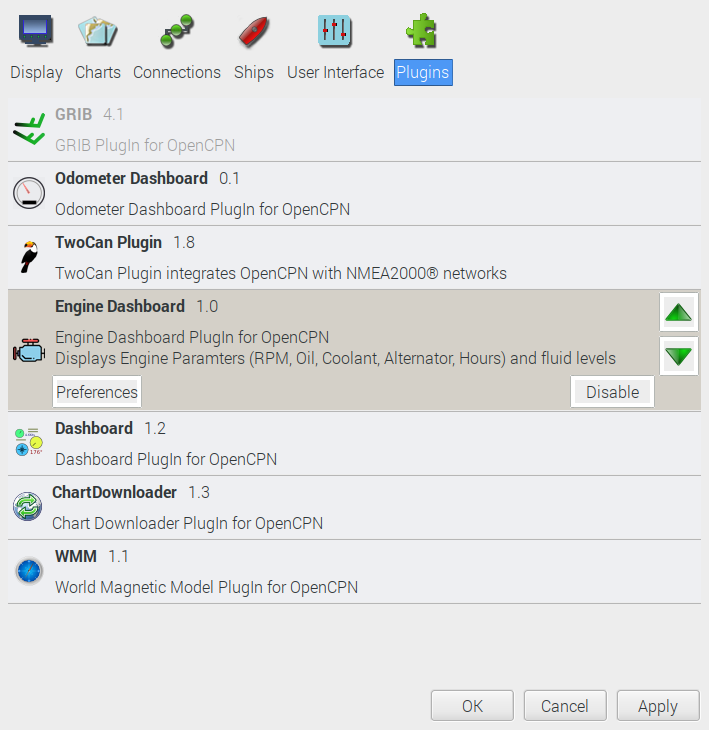 Display Charts Connections Ships User Interface Plugins
GRIB 4.1
GRIB PlugIn for OpenCPN
Odometer Dashboard 0.1
Odometer Dashboard PlugIn for OpenCPN
TwoCan Plugin 1.8
TwoCan Plugin integrates OpenCPN with NMEA2000® networks
Engine Dashboard 1.0
Engine Dashboard PlugIn for OpenCPN
Displays Engine Paramters (RPM, Oil, Coolant, Alternator, Hours) and fluid levels
Preferences Disable
Dashboard 1.2
Dashboard PlugIn for OpenCPN
ChartDownloader 1.3
Chart Downloader PlugIn for OpenCPN
WMM 1.1
World Magnetic Model PlugIn for OpenCPN
OK Cancel Apply